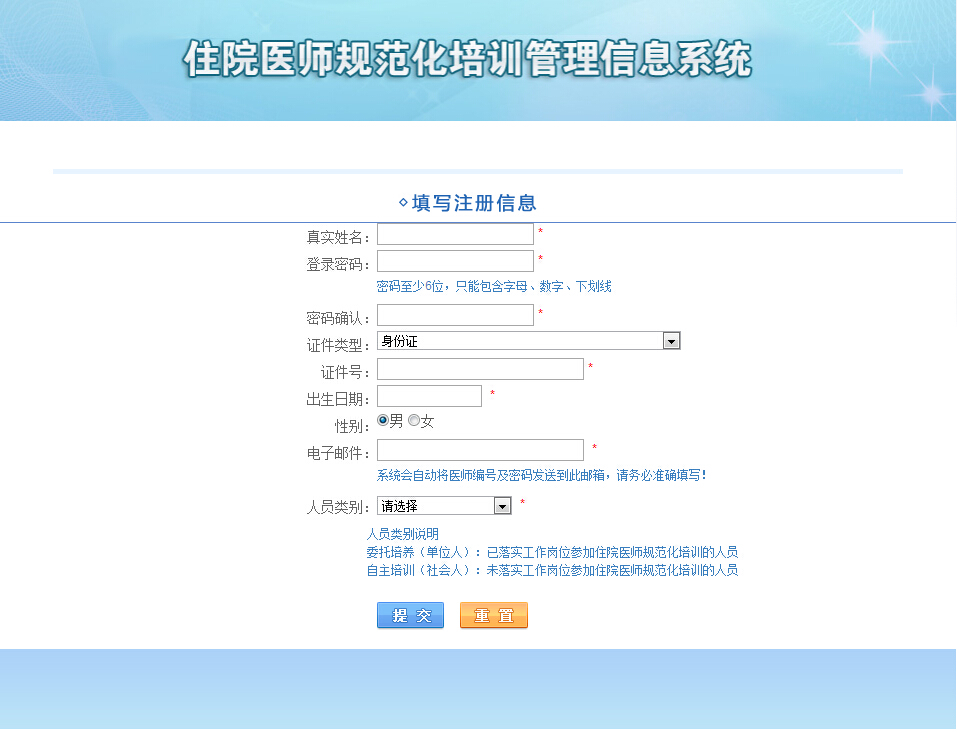 住院医师规范化培训管理信息系统
填写注册信息
真实姓名： *
登录密码： *
密码至少6位，只能包含字母、数字、下划线
密码确认： *
证件类型： 身份证
证件号： *
出生日期： *
性别： 男 女
电子邮件： *
系统会自动将医师编号及密码发送到此邮箱，请务必准确填写！
人员类别： 请选择 *
人员类别说明
委托培养（单位人）：已落实工作岗位参加住院医师规范化培训的人员
自主培训（社会人）：未落实工作岗位参加住院医师规范化培训的人员
提 交 重 置